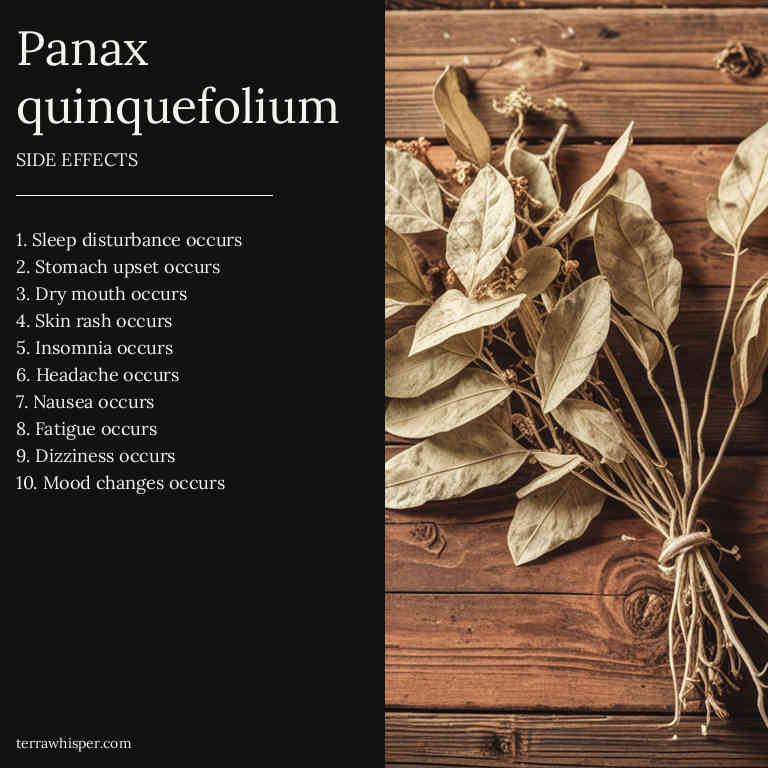 Panax
quinquefolium
SIDE EFFECTS
1. Sleep disturbance occurs
2. Stomach upset occurs
3. Dry mouth occurs
4. Skin rash occurs
5. Insomnia occurs
6. Headache occurs
7. Nausea occurs
8. Fatigue occurs
9. Dizziness occurs
10. Mood changes occurs
terrawhisper.com